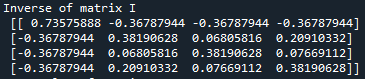 Inverse of matrix I
[[ 0.73575888 -0.36787944 -0.36787944 -0.36787944]
[-0.36787944 0.38190628 0.06805816 0.20910332]
[-0.36787944 0.06805816 0.38190628 0.07669112]
[-0.36787944 0.20910332 0.07669112 0.38190628]]